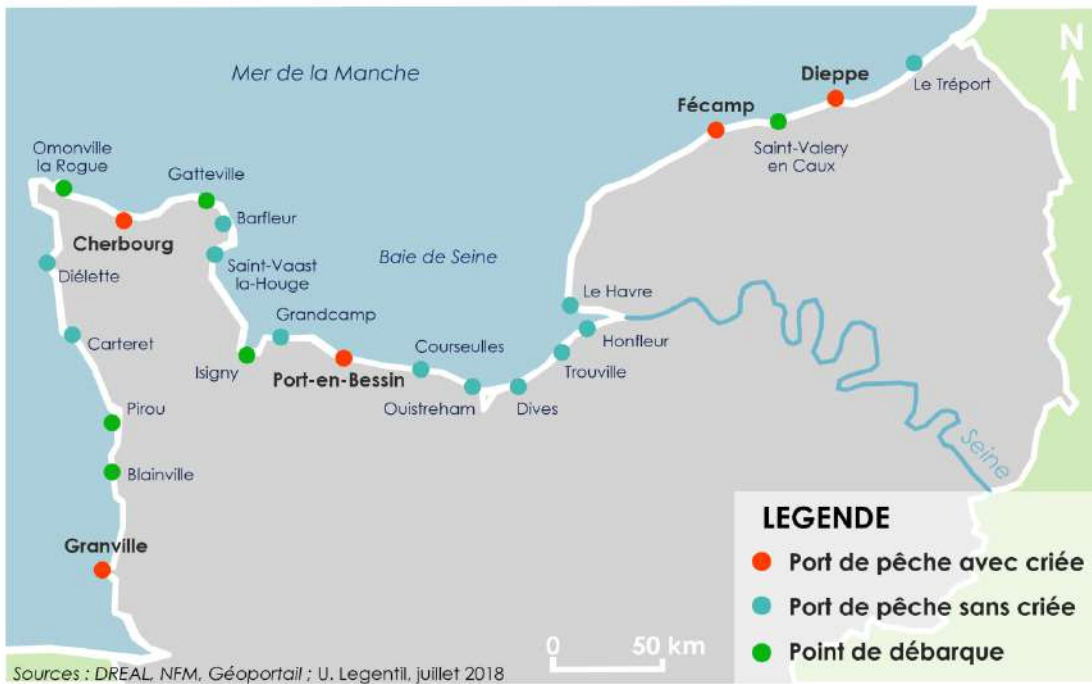 Mer de la Manche
N
Dieppe
Le Tréport
Fécamp
Saint-Valery
en Caux
Omonville
la Rogue
Gatteville
Barfleur
Cherbourg
Saint-Vaast
la-Houge
Diélette
Baie de Seine
Le Havre
Grandcamp
Honfleur
Carteret
Courseulles
Trouville
Isigny
Port-en-Bessin
Ouistreham
Dives
Pirou
Seine
Blainville
Granville
LEGENDE
Port de pêche avec criée
Port de pêche sans criée
Point de débarque
0 50 km
Sources : DREAL, NFM, Géoportail ; U. Legentil, juillet 2018